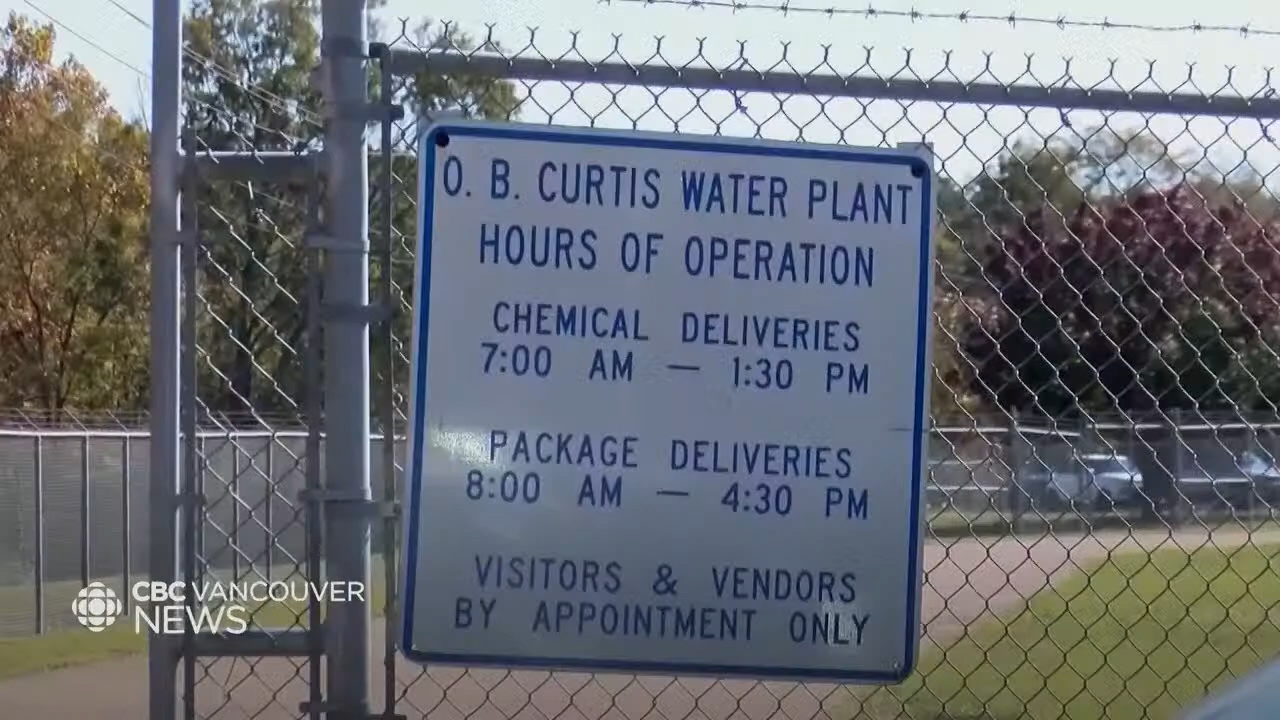 O. B. CURTIS WATER PLANT
HOURS OF OPERATION
CHEMICAL DELIVERIES
7:00 AM — 1:30 PM
PACKAGE DELIVERIES
8:00 AM — 4:30 PM
VISITORS & VENDORS
BY APPOINTMENT ONLY
CBC VANCOUVER
NEWS